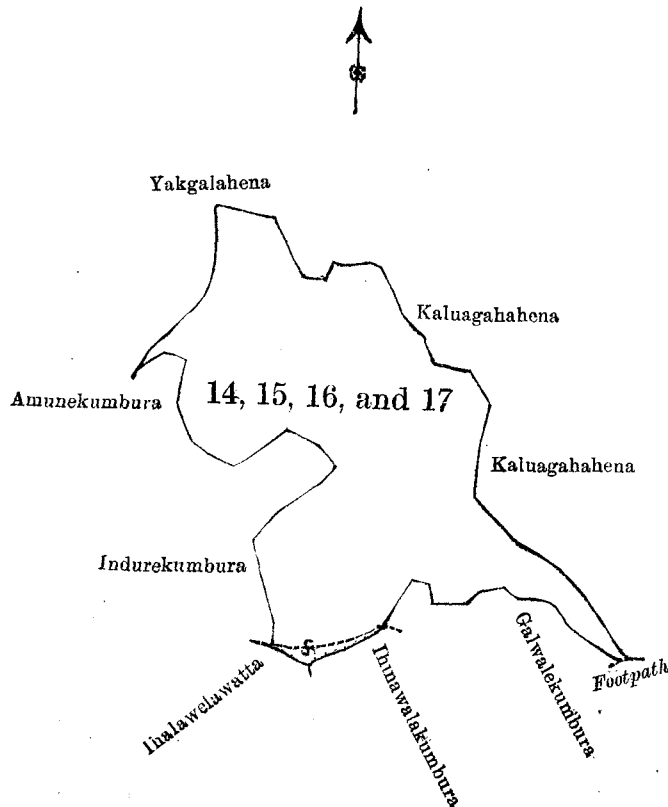 Yakgalahena
Kaluagahahena
Amunekumbura
14, 15, 16, and 17
Kaluagahahena
Indurekumbura
Ihalawelawatta
Ihinawalakumbura
Galwalekumbura
Footpath